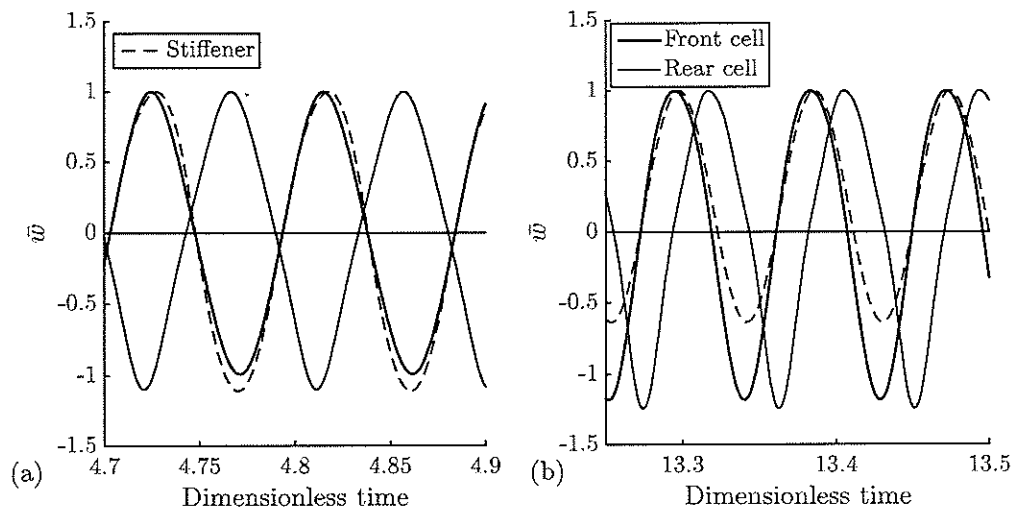 1.5
Stiffener
1
0.5
0
-0.5
-1
-1.5
w̄
4.7
4.75
4.8
4.85
4.9
(a)
Dimensionless time
1.5
Front cell
Rear cell
1
0.5
0
-0.5
-1
-1.5
w̄
13.3
13.4
13.5
(b)
Dimensionless time